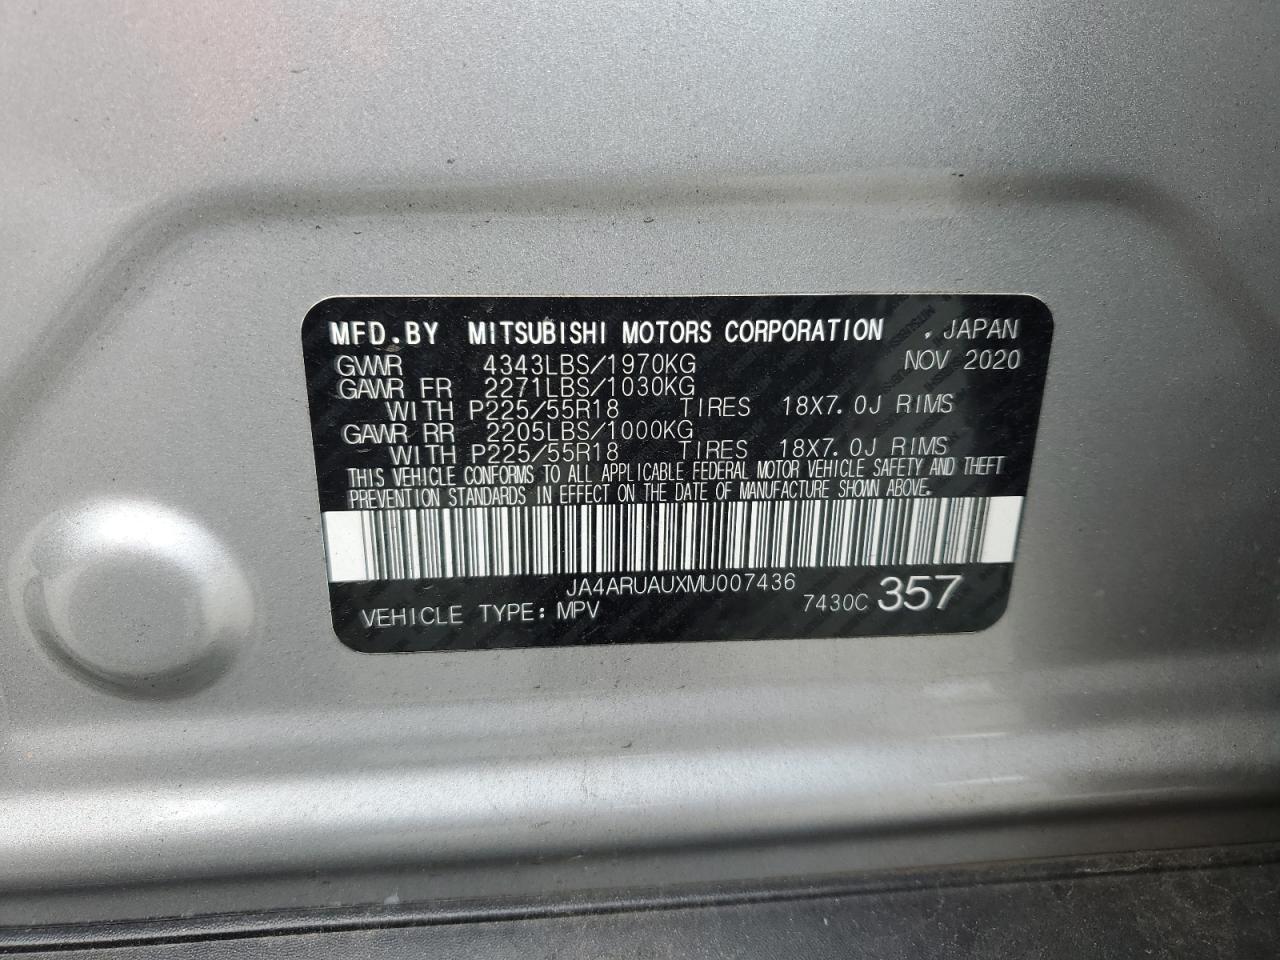 MFD.BY MITSUBISHI MOTORS CORPORATION , JAPAN
GVWR 4343LBS/1970KG NOV 2020
GAWR FR 2271LBS/1030KG
WITH P225/55R18 TIRES 18X7.0J RIMS
GAWR RR 2205LBS/1000KG
WITH P225/55R18 TIRES 18X7.0J RIMS
THIS VEHICLE CONFORMS TO ALL APPLICABLE FEDERAL MOTOR VEHICLE SAFETY AND THEFT
PREVENTION STANDARDS IN EFFECT ON THE DATE OF MANUFACTURE SHOWN ABOVE.
JA4ARUAUXMU007436
VEHICLE TYPE: MPV 7430C 357